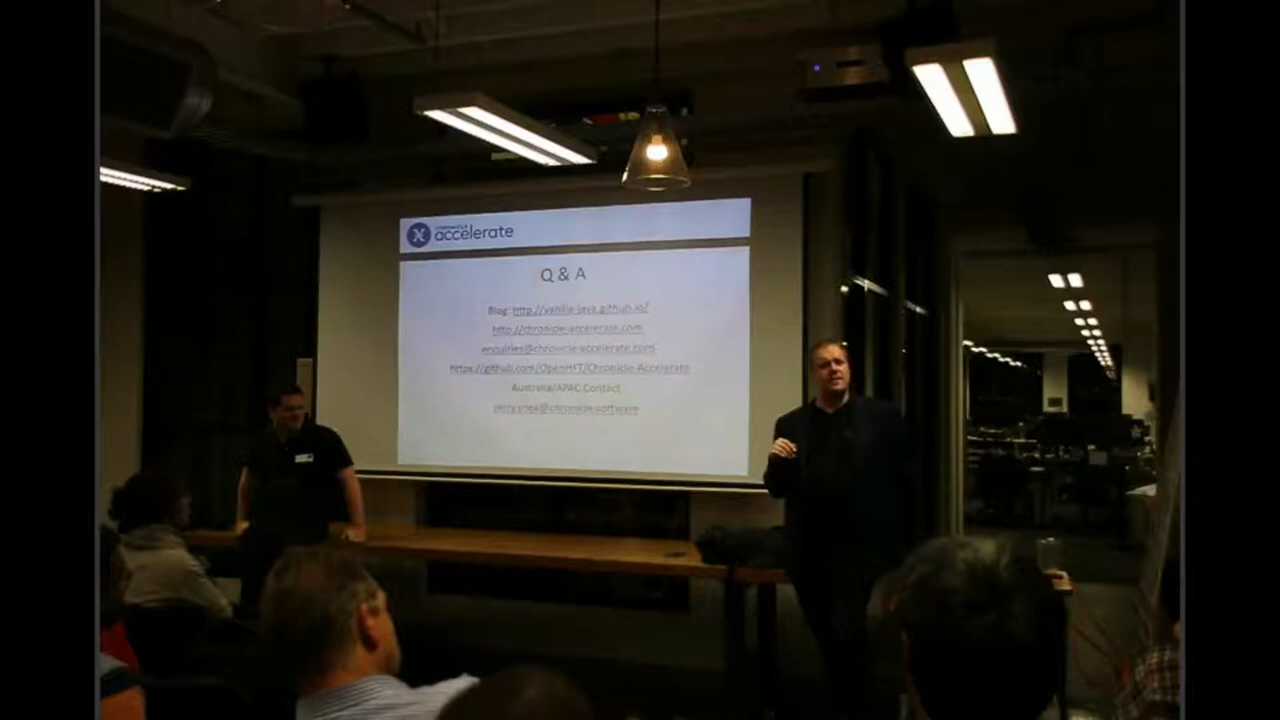 CHRONICLE
accelerate
Q & A
Blog: http://vanilla-java.github.io/
http://chronicle-accelerate.com
enquiries@chronicle-accelerate.com
https://github.com/OpenHFT/Chronicle-Accelerate
Australia/APAC Contact